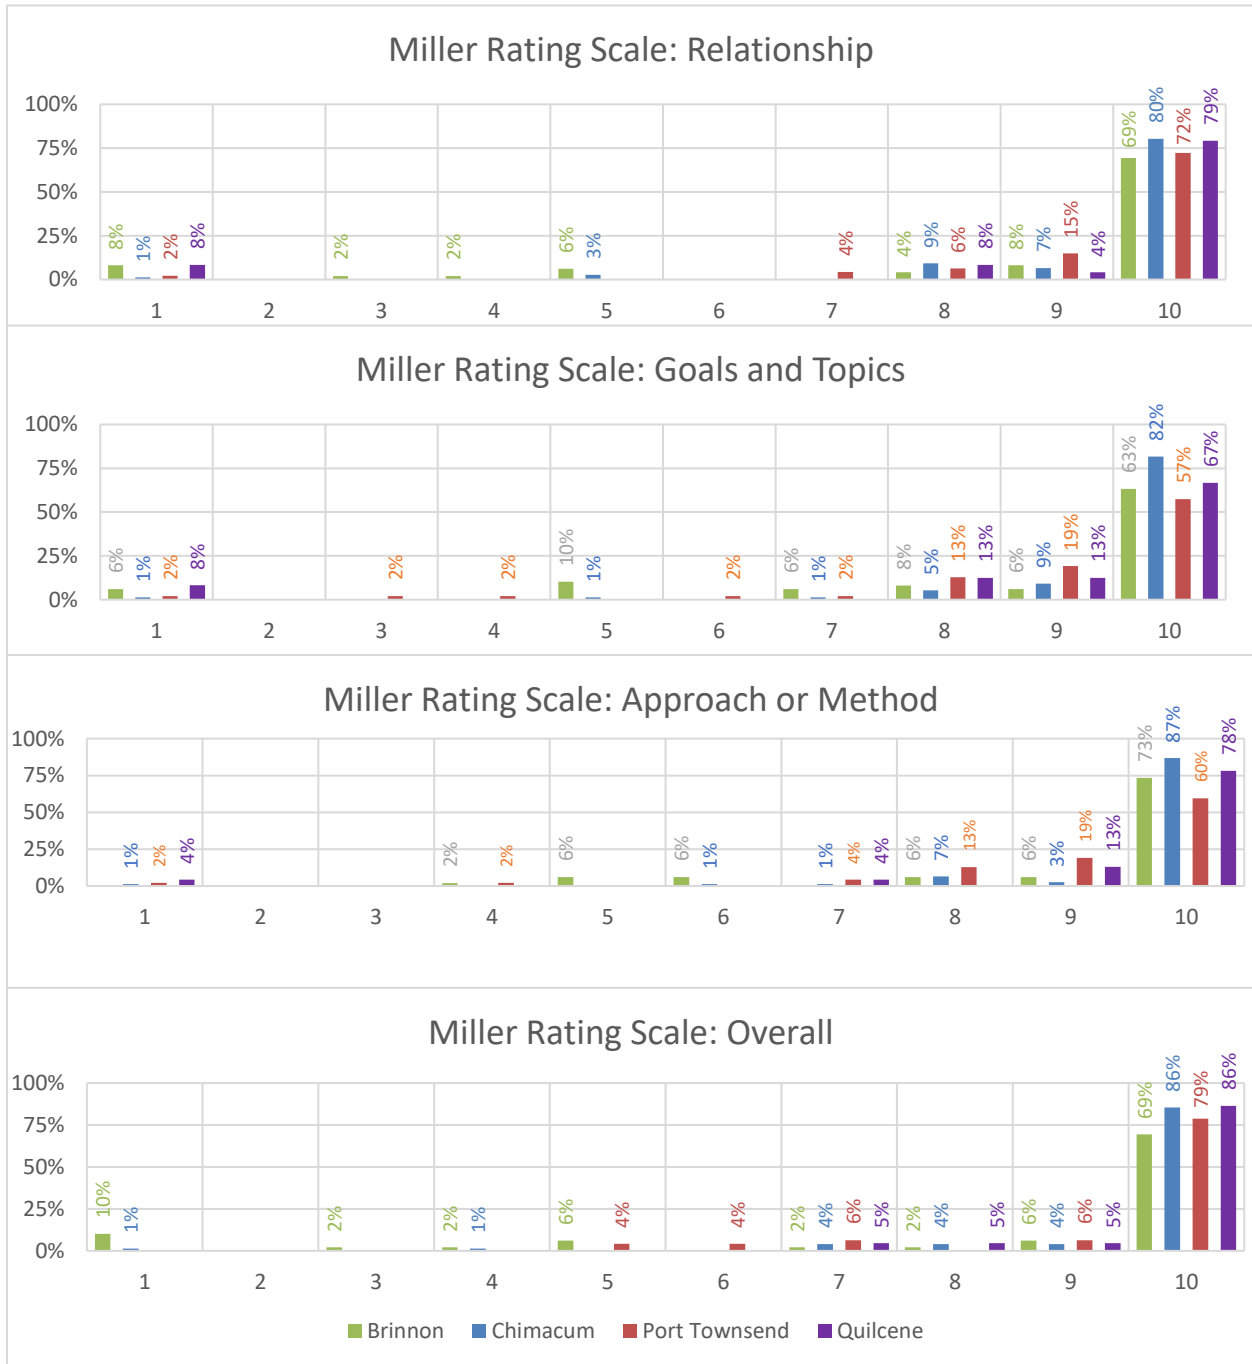 Miller Rating Scale: Relationship
100%
75%
50%
25%
0%
8% 1% 2% 8% 2% 2% 6% 3% 4% 4% 9% 6% 8% 8% 7% 15% 4% 69% 80% 72% 79%
1 2 3 4 5 6 7 8 9 10
Miller Rating Scale: Goals and Topics
100%
75%
50%
25%
0%
6% 1% 2% 8% 2% 2% 10% 1% 2% 6% 1% 2% 8% 5% 13% 13% 6% 9% 19% 13% 63% 82% 57% 67%
1 2 3 4 5 6 7 8 9 10
Miller Rating Scale: Approach or Method
100%
75%
50%
25%
0%
1% 2% 4% 2% 2% 6% 6% 1% 1% 4% 4% 6% 7% 13% 6% 3% 19% 13% 73% 87% 60% 78%
1 2 3 4 5 6 7 8 9 10
Miller Rating Scale: Overall
100%
75%
50%
25%
0%
10% 1% 2% 2% 1% 6% 4% 4% 2% 4% 6% 5% 2% 4% 5% 6% 4% 6% 5% 69% 86% 79% 86%
1 2 3 4 5 6 7 8 9 10
Brinnon Chimacum Port Townsend Quilcene